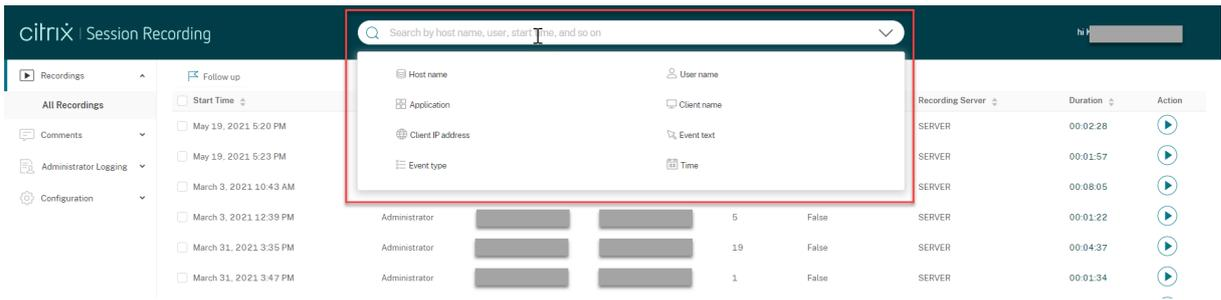 citrix | Session Recording
Search by host name, user, start time, and so on
hi
Recordings
All Recordings
Comments
Administrator Logging
Configuration
Follow up
Host name
User name
Application
Client name
Client IP address
Event text
Event type
Time
Start Time Recording Server Duration Action
May 19, 2021 5:20 PM SERVER 00:02:28
May 19, 2021 5:23 PM SERVER 00:01:57
March 3, 2021 10:43 AM SERVER 00:08:05
March 3, 2021 12:39 PM Administrator 5 False SERVER 00:01:22
March 31, 2021 3:35 PM Administrator 19 False SERVER 00:04:37
March 31, 2021 3:47 PM Administrator 1 False SERVER 00:01:34